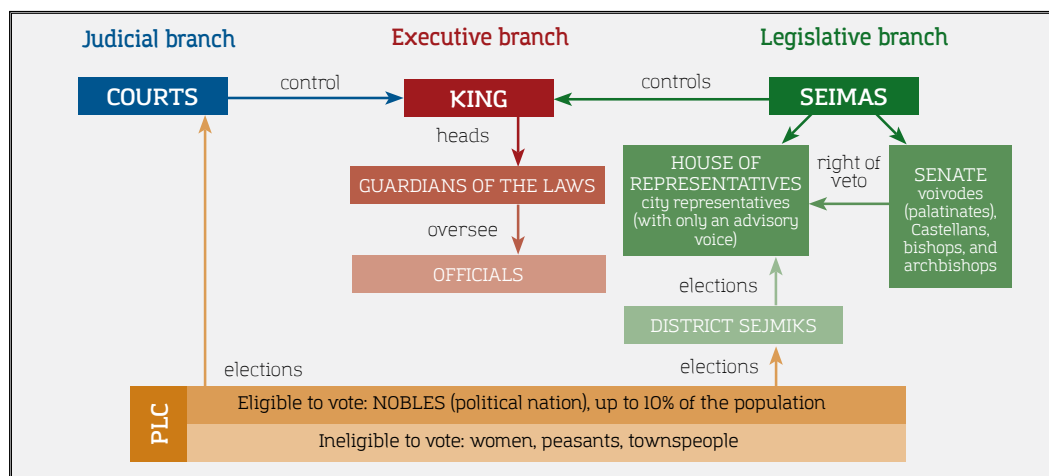 Judicial branch
Executive branch
Legislative branch
COURTS
control
KING
controls
SEIMAS
heads
GUARDIANS OF THE LAWS
oversee
OFFICIALS
HOUSE OF
REPRESENTATIVES
city representatives
(with only an advisory
voice)
right of
veto
SENATE
voivodes
(palatinates),
Castellans,
bishops, and
archbishops
elections
DISTRICT SEJMIKS
elections
elections
PLC
Eligible to vote: NOBLES (political nation), up to 10% of the population
Ineligible to vote: women, peasants, townspeople